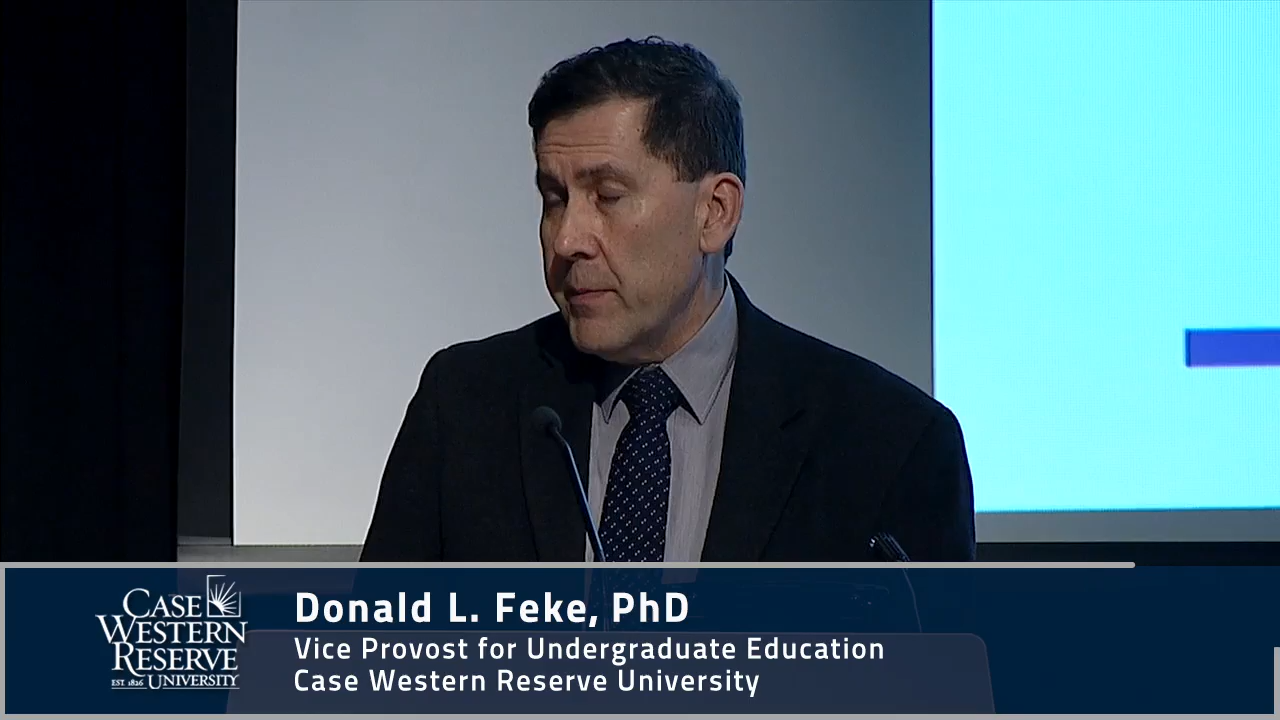 CASE
WESTERN
RESERVE
EST. 1826 UNIVERSITY
Donald L. Feke, PhD
Vice Provost for Undergraduate Education
Case Western Reserve University